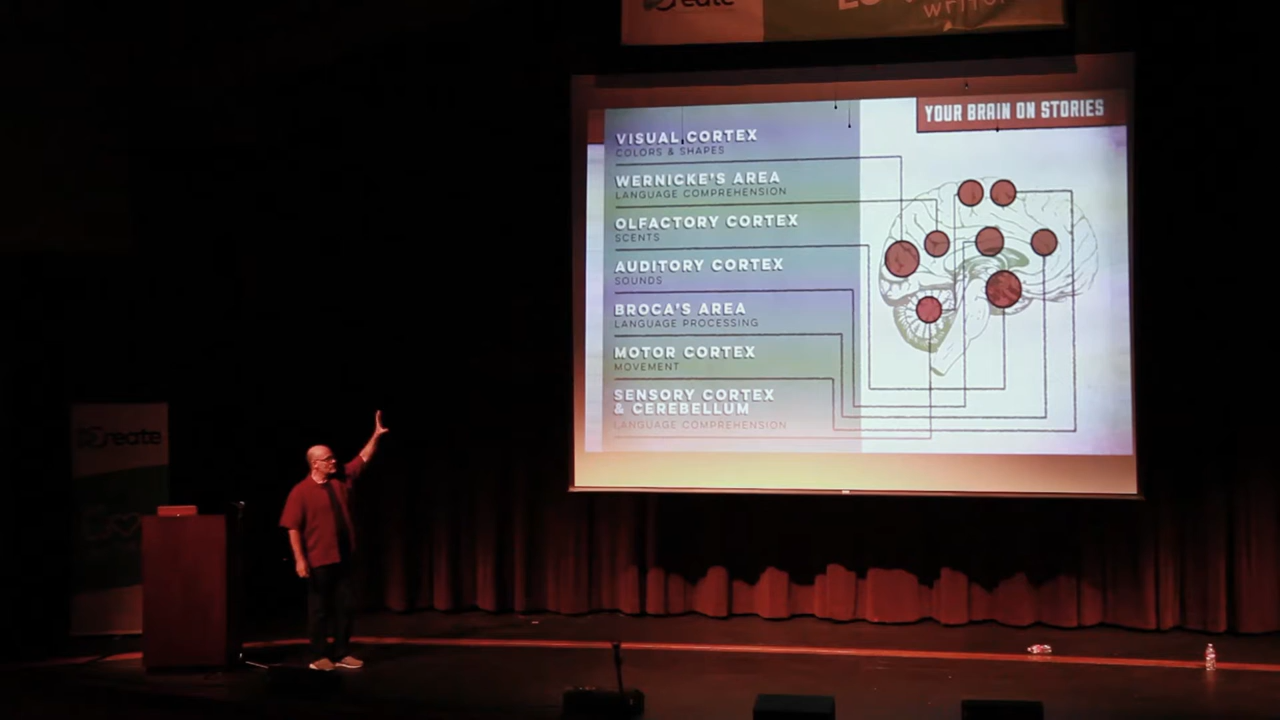 YOUR BRAIN ON STORIES
VISUAL CORTEX
COLORS & SHAPES
WERNICKE'S AREA
LANGUAGE COMPREHENSION
OLFACTORY CORTEX
SCENTS
AUDITORY CORTEX
SOUNDS
BROCA'S AREA
LANGUAGE PROCESSING
MOTOR CORTEX
MOVEMENT
SENSORY CORTEX
& CEREBELLUM
LANGUAGE COMPREHENSION